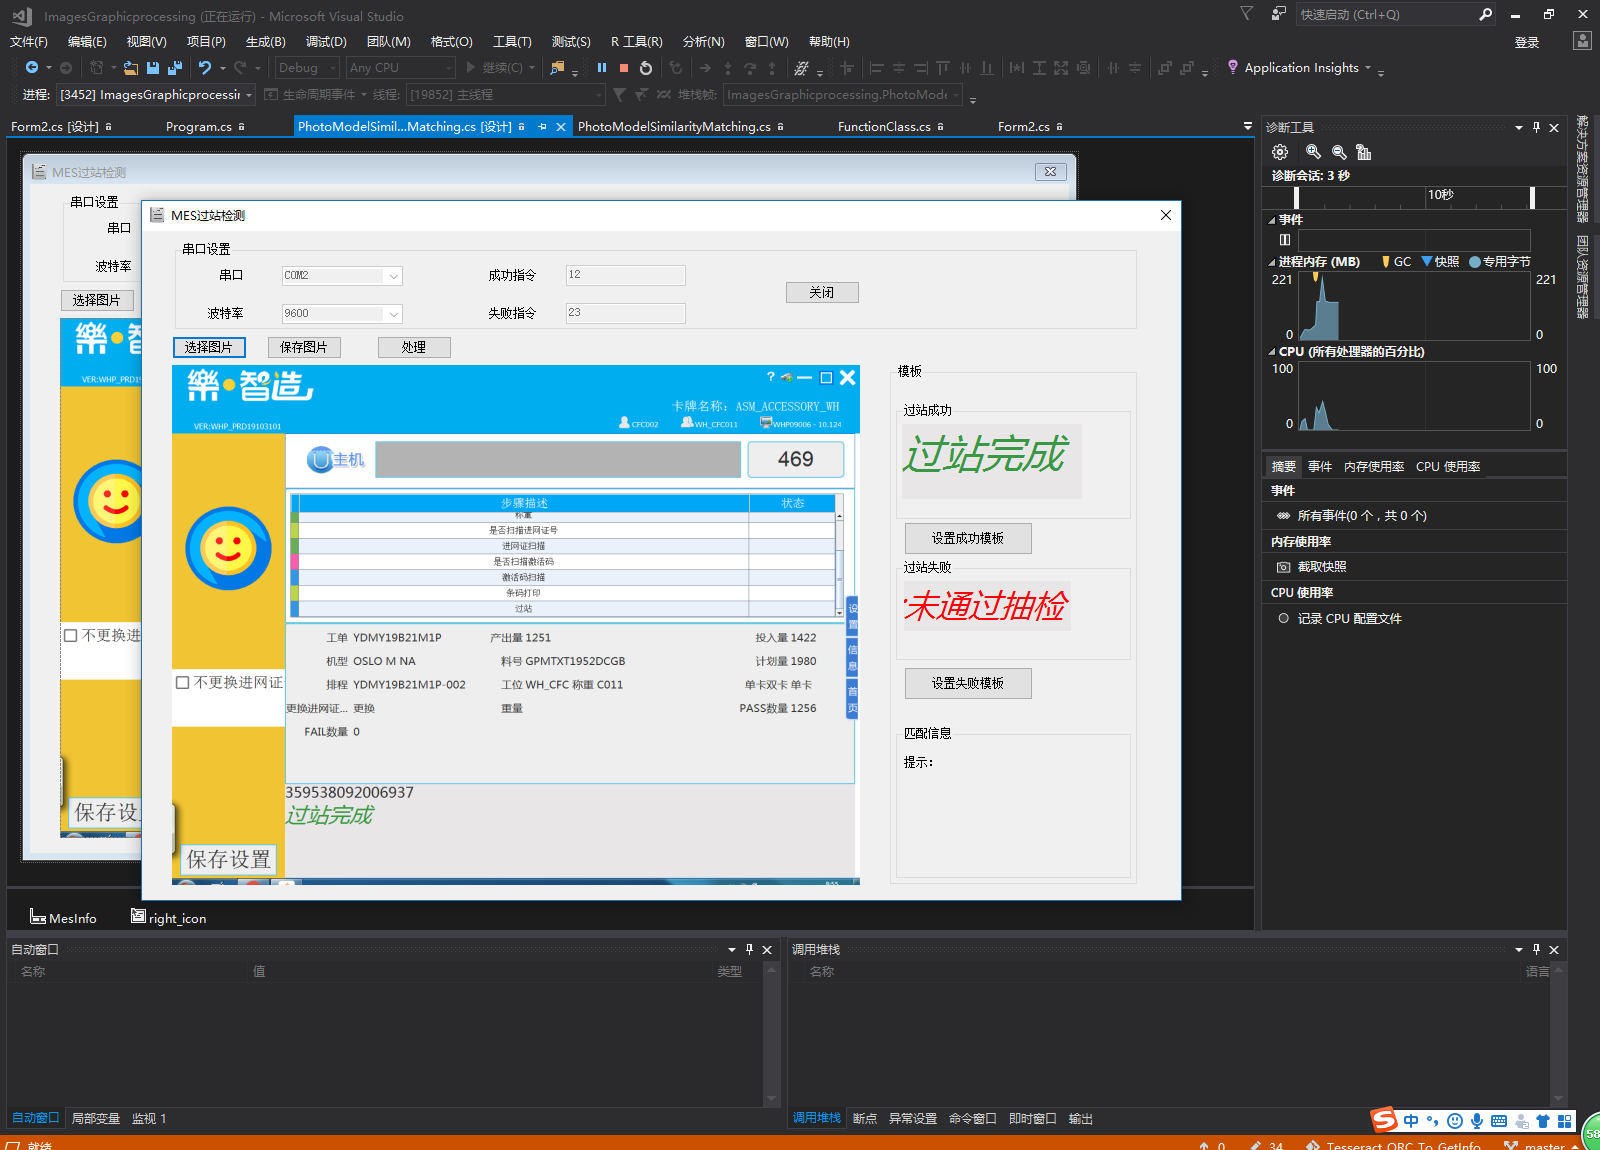 ImagesGraphicprocessing (正在运行) - Microsoft Visual Studio
快速启动 (Ctrl+Q)
文件(F) 编辑(E) 视图(V) 项目(P) 生成(B) 调试(D) 团队(M) 格式(O) 工具(T) 测试(S) R 工具(R) 分析(N) 窗口(W) 帮助(H)
登录
Debug Any CPU 继续(C) Application Insights
进程: [3452] ImagesGraphicprocessin 生命周期事件 线程: [19852] 主线程 堆栈帧: ImagesGraphicprocessing.PhotoMode
Form2.cs [设计] Program.cs PhotoModelSimil...Matching.cs [设计] PhotoModelSimilarityMatching.cs FunctionClass.cs Form2.cs
MES过站检测
串口设置
串口
波特率
选择图片
樂·智
VER:WHP_PRD19
不更换进
保存设
MES过站检测
串口设置
串口 COM2 成功指令 12
关闭
波特率 9600 失败指令 23
选择图片 保存图片 处理
樂·智造
卡牌名称: ASM_ACCESSORY_WH
VER:WHP_PRD19103101 CFC002 WH_CFC011 WHP09006 - 10.124
主机 469
步骤描述 状态
称重
是否扫描进网证号
进网证扫描
是否扫描激活码
激活码扫描
条码打印
过站
设置
信息
首页
工单 YDMY19B21M1P 产出量 1251 投入量 1422
机型 OSLO M NA 料号 GPMTXT1952DCGB 计划量 1980
排程 YDMY19B21M1P-002 工位 WH_CFC 称重 C011 单卡双卡 单卡
更换进网证... 更换 重量 PASS数量 1256
FAIL数量 0
不更换进网证
359538092006937
过站完成
保存设置
8:55
模板
过站成功
过站完成
设置成功模板
过站失败
:未通过抽检
设置失败模板
匹配信息
提示:
诊断工具
诊断会话: 3 秒
10秒
事件
进程内存 (MB) GC 快照 专用字节
221 221
0 0
CPU (所有处理器的百分比)
100 100
0 0
摘要 事件 内存使用率 CPU 使用率
事件
所有事件(0 个，共 0 个)
内存使用率
截取快照
CPU 使用率
记录 CPU 配置文件
解决方案资源管理器
团队资源管理器
MesInfo right_icon
自动窗口
名称 值 类型
自动窗口 局部变量 监视 1
调用堆栈
名称 语言
调用堆栈 断点 异常设置 命令窗口 即时窗口 输出
中
58
就绪
0 34 Tesseract_ORC_To_GetInfo master